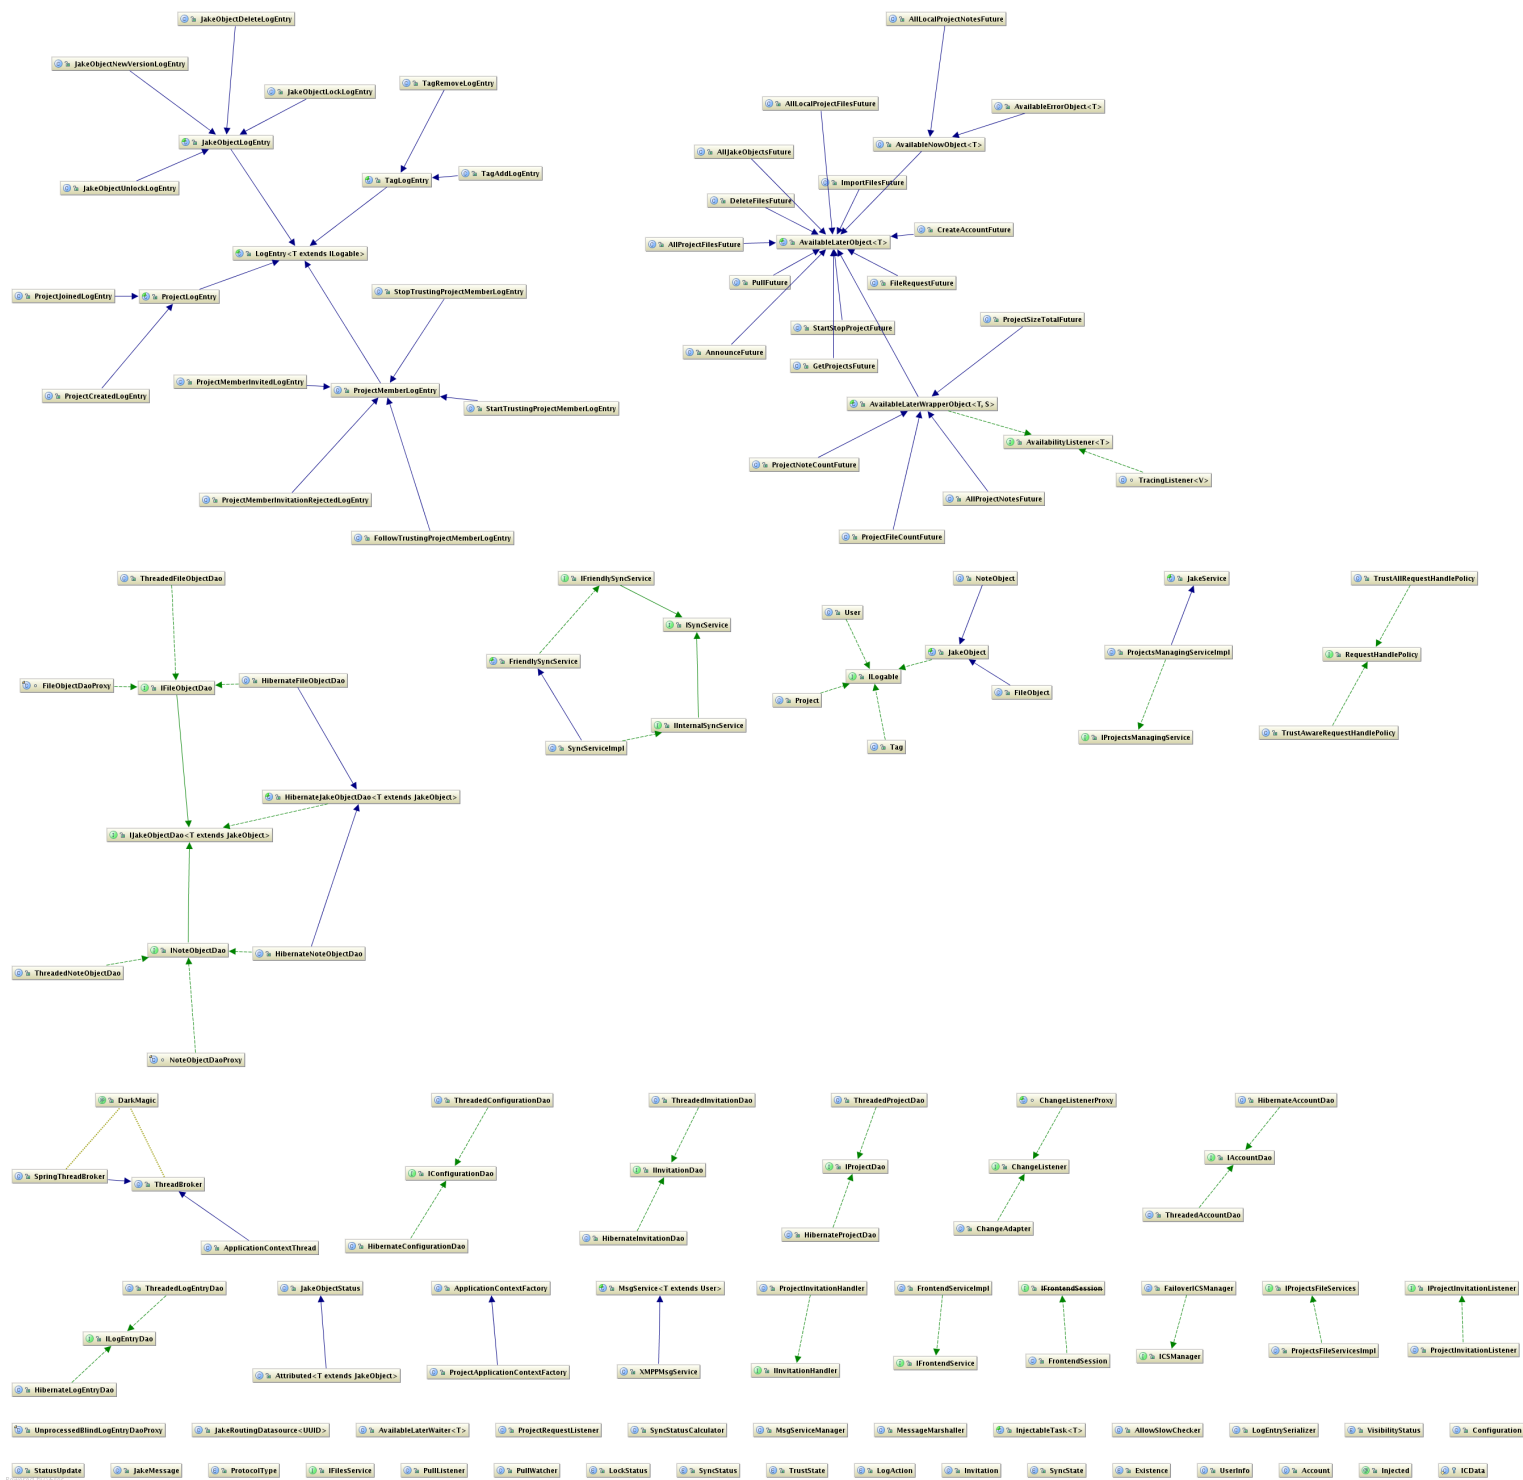 JakeObjectDeleteLogEntry
AllLocalProjectNotesFuture
JakeObjectNewVersionLogEntry
TagRemoveLogEntry
JakeObjectLockLogEntry
AllLocalProjectFilesFuture
AvailableErrorObject<T>
JakeObjectLogEntry
AvailableNowObject<T>
AllJakeObjectsFuture
TagAddLogEntry
TagLogEntry
ImportFilesFuture
JakeObjectUnlockLogEntry
DeleteFilesFuture
CreateAccountFuture
AllProjectFilesFuture
AvailableLaterObject<T>
LogEntry<T extends ILogable>
PullFuture
FileRequestFuture
StopTrustingProjectMemberLogEntry
ProjectJoinedLogEntry
ProjectLogEntry
ProjectSizeTotalFuture
StartStopProjectFuture
AnnounceFuture
GetProjectsFuture
ProjectMemberInvitedLogEntry
ProjectMemberLogEntry
ProjectCreatedLogEntry
AvailableLaterWrapperObject<T, S>
StartTrustingProjectMemberLogEntry
AvailabilityListener<T>
ProjectNoteCountFuture
TracingListener<V>
ProjectMemberInvitationRejectedLogEntry
AllProjectNotesFuture
FollowTrustingProjectMemberLogEntry
ProjectFileCountFuture
ThreadedFileObjectDao
IFriendlySyncService
NoteObject
JakeService
TrustAllRequestHandlePolicy
User
ISyncService
FriendlySyncService
JakeObject
ProjectsManagingServiceImpl
RequestHandlePolicy
FileObjectDaoProxy
IFileObjectDao
HibernateFileObjectDao
ILogable
FileObject
Project
IInternalSyncService
SyncServiceImpl
Tag
IProjectsManagingService
TrustAwareRequestHandlePolicy
HibernateJakeObjectDao<T extends JakeObject>
IJakeObjectDao<T extends JakeObject>
INoteObjectDao
HibernateNoteObjectDao
ThreadedNoteObjectDao
NoteObjectDaoProxy
DarkMagic
ThreadedConfigurationDao
ThreadedInvitationDao
ThreadedProjectDao
ChangeListenerProxy
HibernateAccountDao
SpringThreadBroker
ThreadBroker
IConfigurationDao
IInvitationDao
IProjectDao
ChangeListener
IAccountDao
ThreadedAccountDao
ApplicationContextThread
HibernateConfigurationDao
HibernateInvitationDao
HibernateProjectDao
ChangeAdapter
ThreadedLogEntryDao
JakeObjectStatus
ApplicationContextFactory
MsgService<T extends User>
ProjectInvitationHandler
FrontendServiceImpl
IFrontendSession
FailoverICSManager
IProjectsFileServices
IProjectInvitationListener
ILogEntryDao
HibernateLogEntryDao
Attributed<T extends JakeObject>
ProjectApplicationContextFactory
XMPPMsgService
IInvitationHandler
IFrontendService
FrontendSession
ICSManager
ProjectsFileServicesImpl
ProjectInvitationListener
UnprocessedBlindLogEntryDaoProxy
JakeRoutingDatasource<UUID>
AvailableLaterWaiter<T>
ProjectRequestListener
SyncStatusCalculator
MsgServiceManager
MessageMarshaller
InjectableTask<T>
AllowSlowChecker
LogEntrySerializer
VisibilityStatus
Configuration
StatusUpdate
JakeMessage
ProtocolType
IFilesService
PullListener
PullWatcher
LockStatus
SyncStatus
TrustState
LogAction
Invitation
SyncState
Existence
UserInfo
Account
Injected
ICData